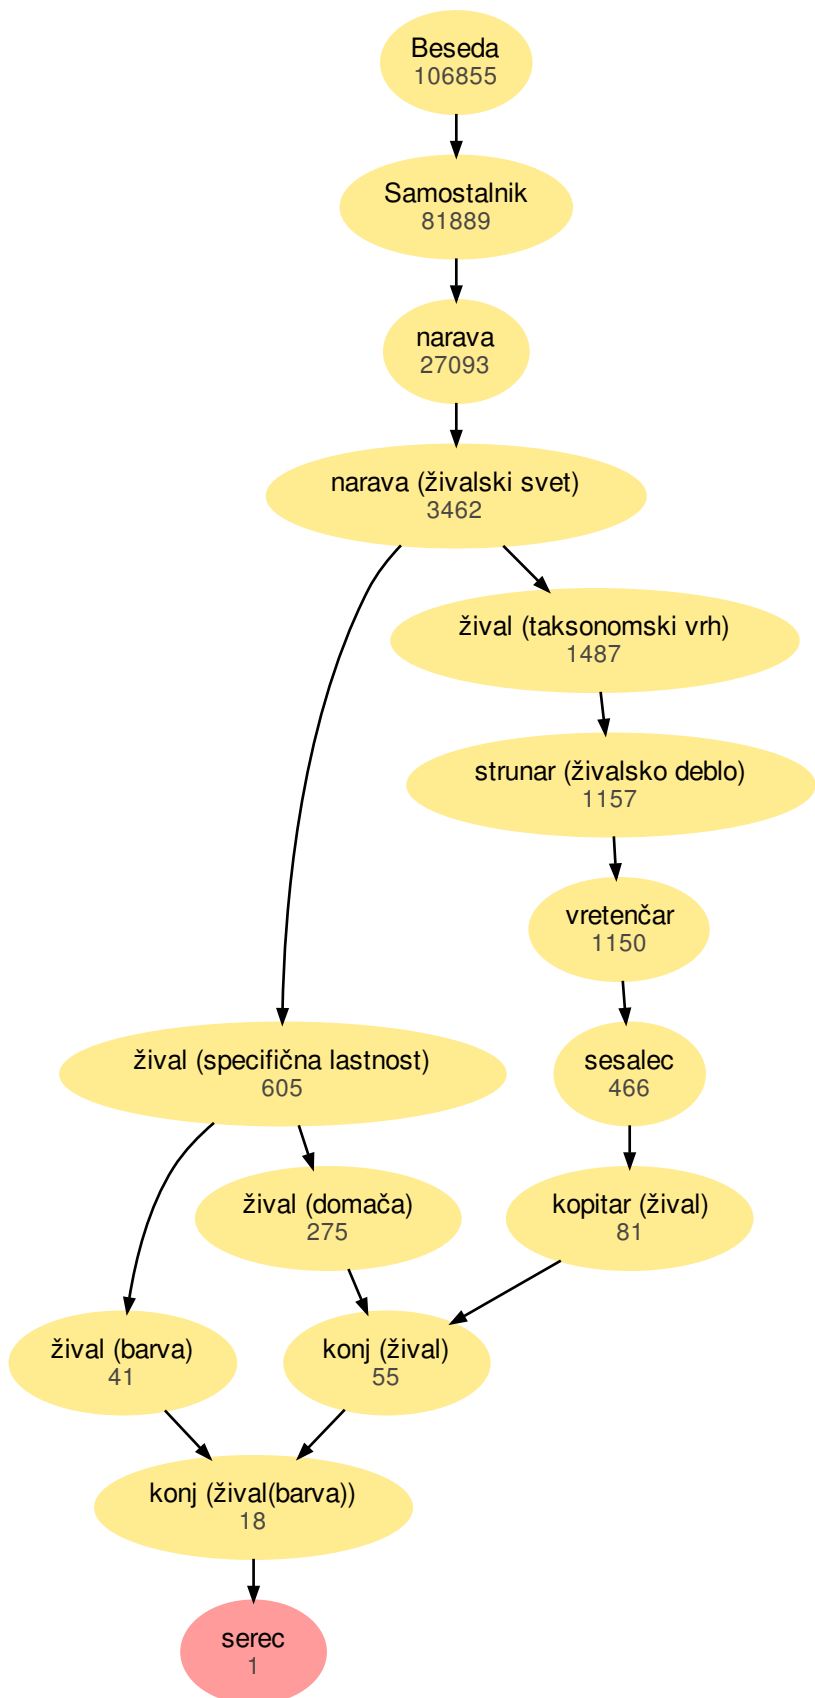 Beseda
106855
Samostalnik
81889
narava
27093
narava (živalski svet)
3462
žival (taksonomski vrh)
1487
strunar (živalsko deblo)
1157
vretenčar
1150
žival (specifična lastnost)
605
sesalec
466
žival (domača)
275
kopitar (žival)
81
žival (barva)
41
konj (žival)
55
konj (žival(barva))
18
serec
1